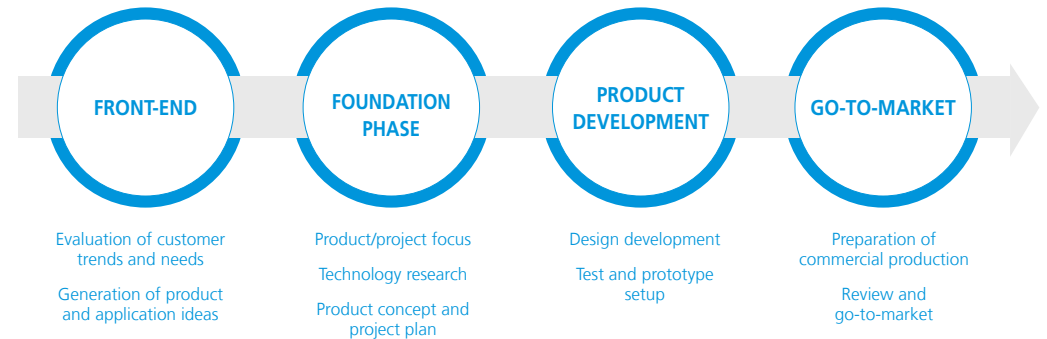 FRONT-END
Evaluation of customer
trends and needs
Generation of product
and application ideas
FOUNDATION
PHASE
Product/project focus
Technology research
Product concept and
project plan
PRODUCT
DEVELOPMENT
Design development
Test and prototype
setup
GO-TO-MARKET
Preparation of
commercial production
Review and
go-to-market